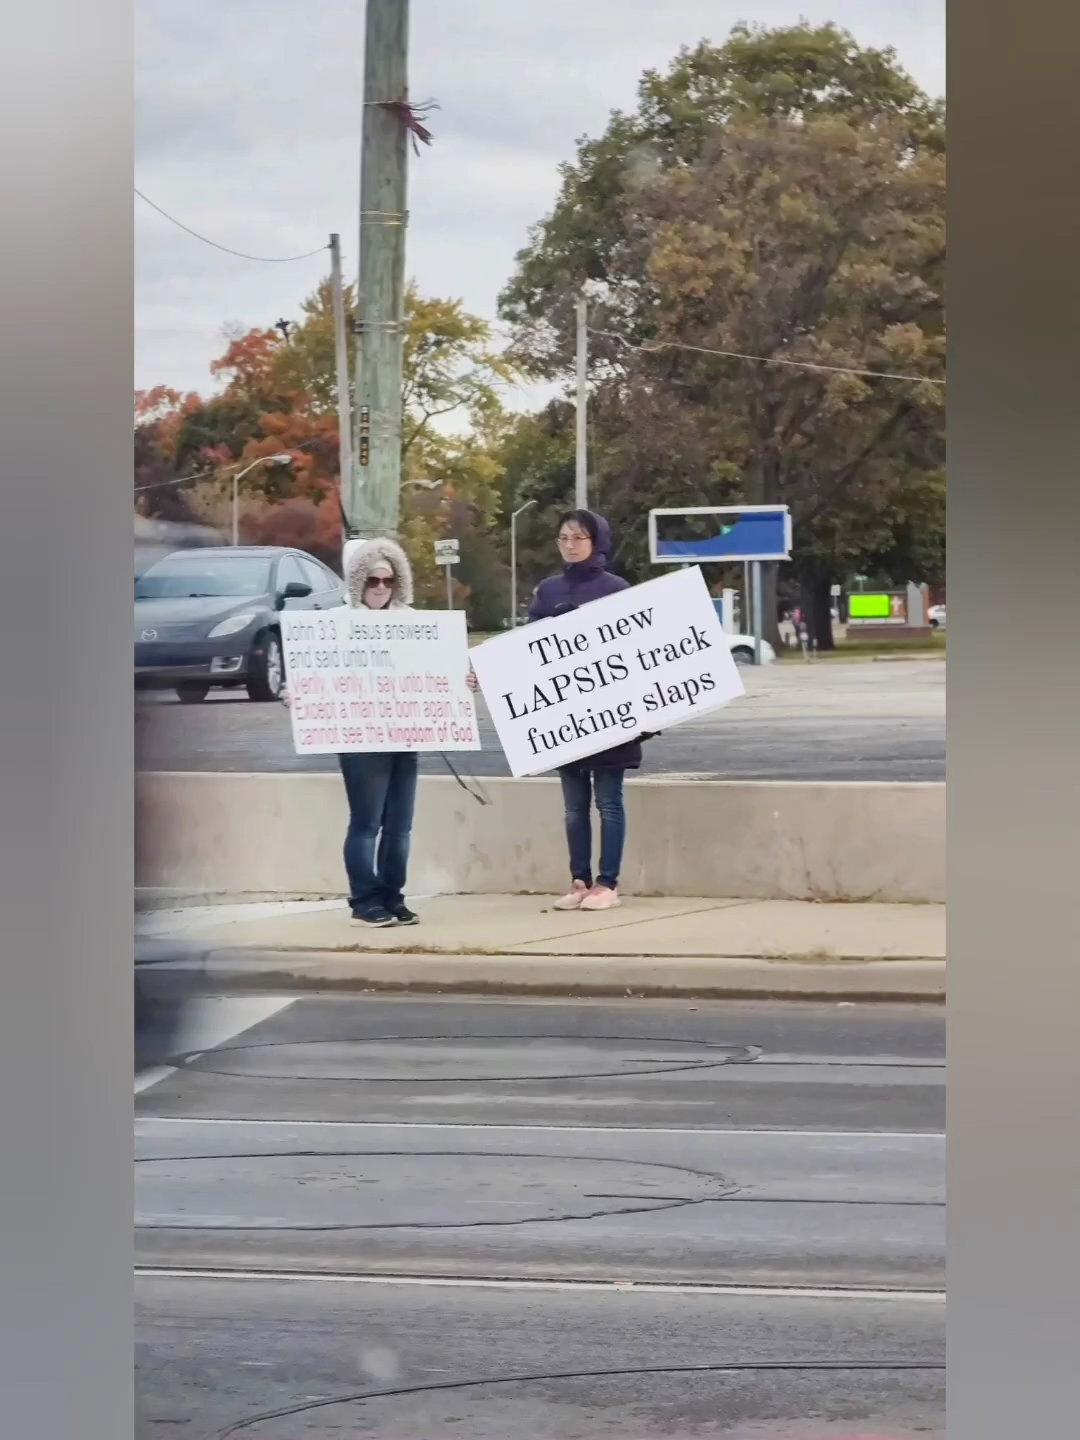 John 3:3 Jesus answered
and said unto him,
Verily, verily, I say unto thee,
Except a man be born again, he
cannot see the kingdom of God.
The new
LAPSIS track
fucking slaps